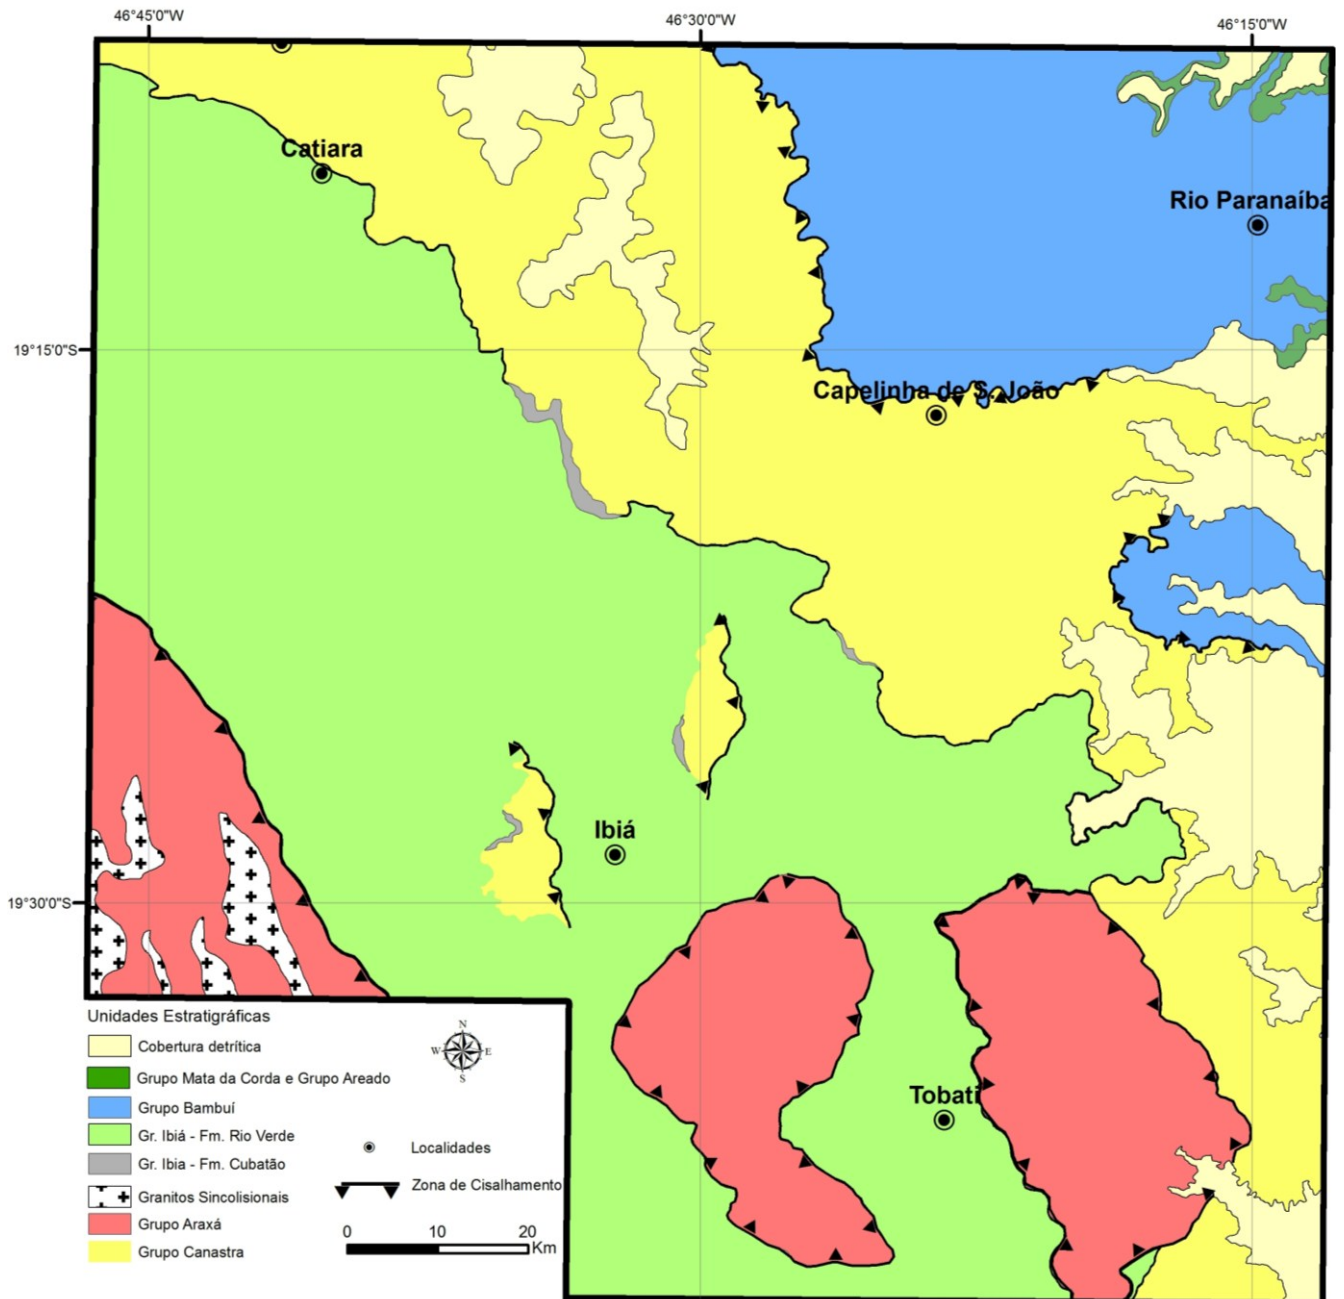 46°45'0"W
46°30'0"W
46°15'0"W
Catiara
Rio Paranaíba
19°15'0"S
Capelinha de S. João
Ibiá
19°30'0"S
Tobati
Unidades Estratigráficas
Cobertura detrítica
Grupo Mata da Corda e Grupo Areado
Grupo Bambuí
Gr. Ibiá - Fm. Rio Verde
Gr. Ibia - Fm. Cubatão
Granitos Sincolisionais
Grupo Araxá
Grupo Canastra
N
W E
S
Localidades
Zona de Cisalhamento
0 10 20
Km